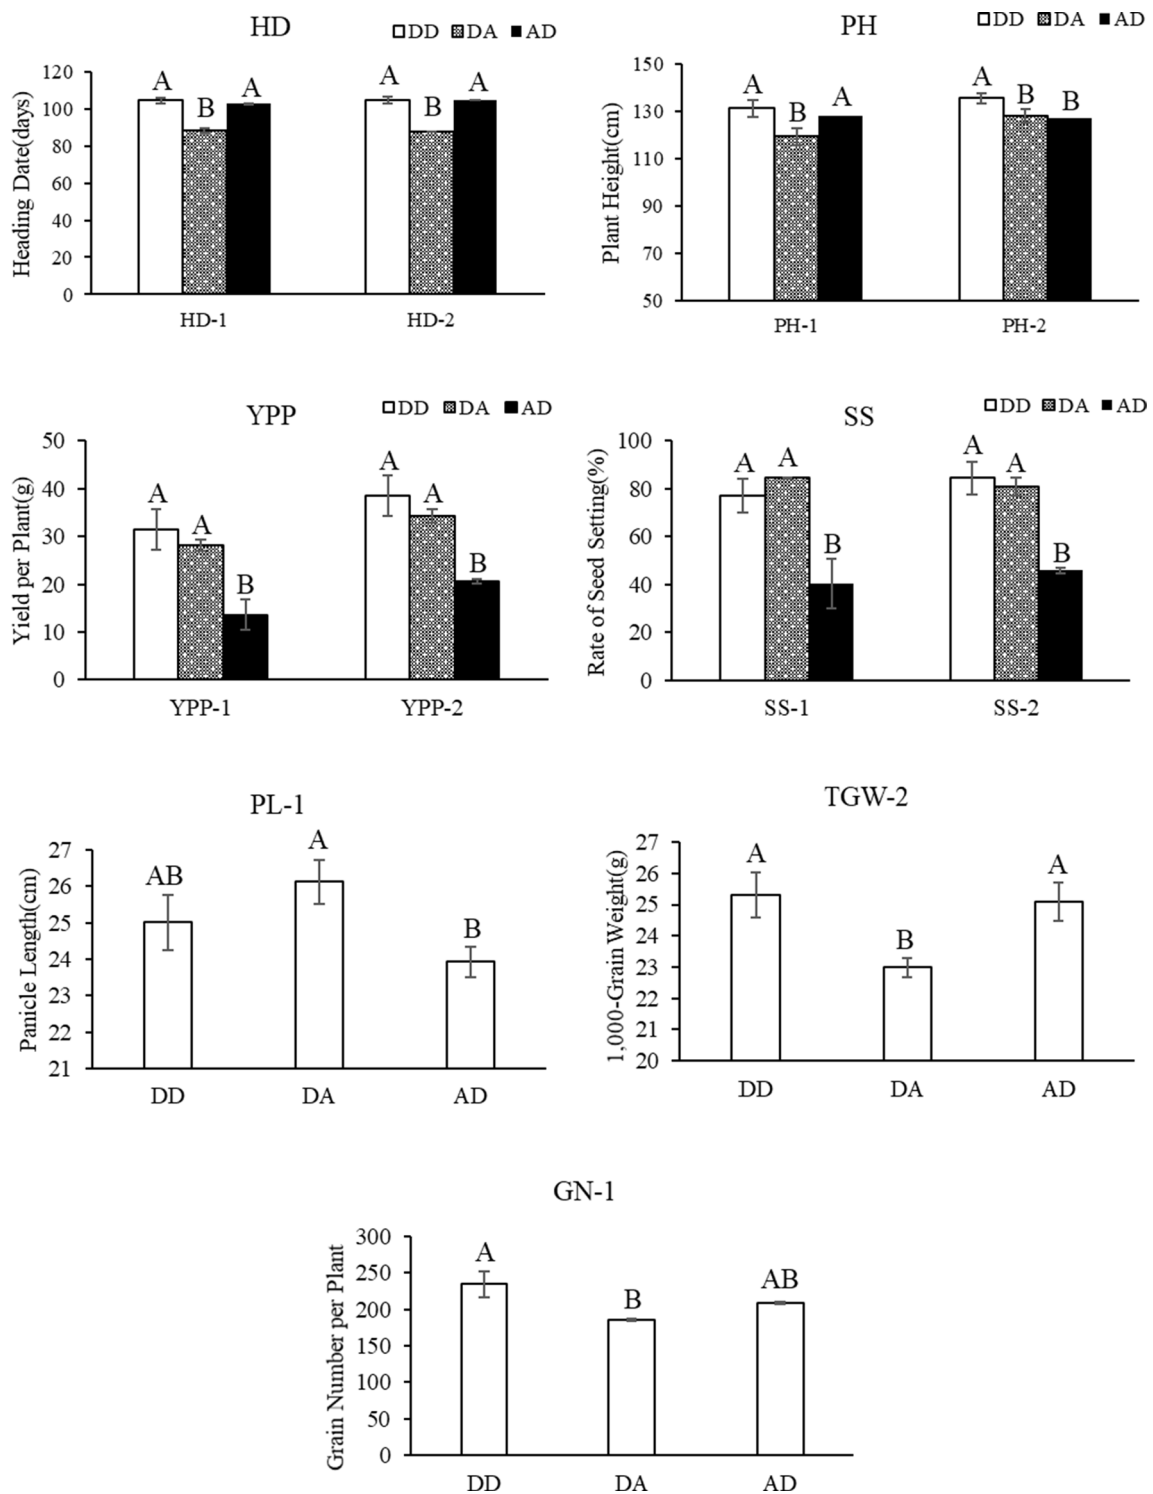 HD
DD DA AD
Heading Date(days)
120
100
80
60
40
20
0
A B A
A B A
HD-1 HD-2
PH
DD DA AD
Plant Height(cm)
150
130
110
90
70
50
A B A
A B B
PH-1 PH-2
YPP
DD DA AD
Yield per Plant(g)
50
40
30
20
10
0
A A B
A A B
YPP-1 YPP-2
SS
DD DA AD
Rate of Seed Setting(%)
100
80
60
40
20
0
A A B
A A B
SS-1 SS-2
PL-1
Panicle Length(cm)
27
26
25
24
23
22
21
AB A B
DD DA AD
TGW-2
1,000-Grain Weight(g)
27
26
25
24
23
22
21
20
A B A
DD DA AD
GN-1
Grain Number per Plant
300
250
200
150
100
50
0
A B AB
DD DA AD